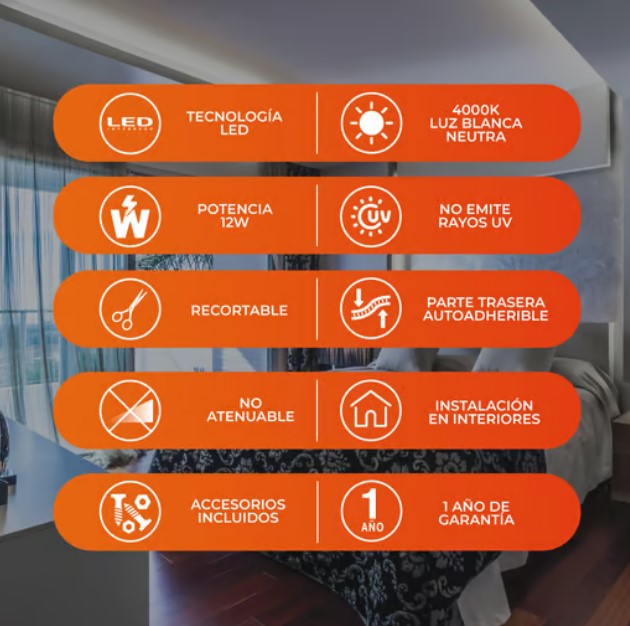 LED
INTEGRADO
TECNOLOGÍA
LED
4000K
LUZ BLANCA
NEUTRA
W
POTENCIA
12W
UV
NO EMITE
RAYOS UV
RECORTABLE
PARTE TRASERA
AUTOADHERIBLE
NO
ATENUABLE
INSTALACIÓN
EN INTERIORES
ACCESORIOS
INCLUIDOS
1
AÑO
1 AÑO DE
GARANTÍA